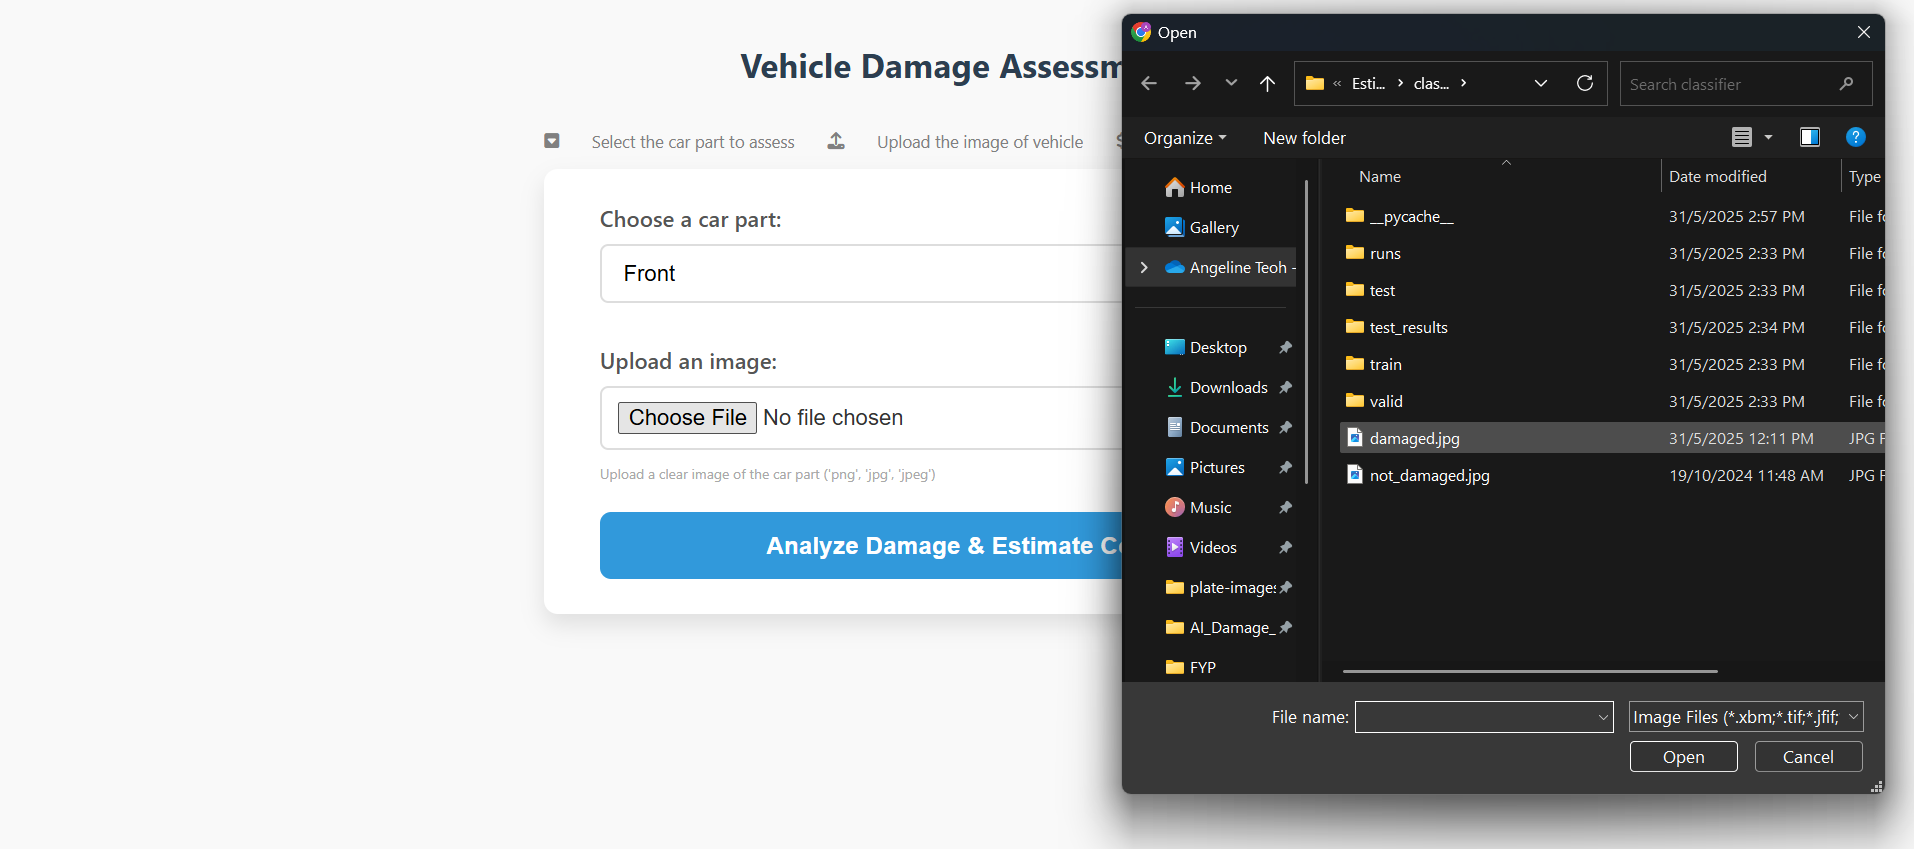 Vehicle Damage Assessm
Select the car part to assess
Upload the image of vehicle
Choose a car part:
Front
Upload an image:
Choose File No file chosen
Upload a clear image of the car part ('png', 'jpg', 'jpeg')
Analyze Damage & Estimate C
Open
« Esti... > clas... >
Search classifier
Organize
New folder
?
Home
Gallery
Angeline Teoh -
Desktop
Downloads
Documents
Pictures
Music
Videos
plate-images
AI_Damage_
FYP
Name Date modified Type
__pycache__ 31/5/2025 2:57 PM File fo
runs 31/5/2025 2:33 PM File fo
test 31/5/2025 2:33 PM File fo
test_results 31/5/2025 2:34 PM File fo
train 31/5/2025 2:33 PM File fo
valid 31/5/2025 2:33 PM File fo
damaged.jpg 31/5/2025 12:11 PM JPG F
not_damaged.jpg 19/10/2024 11:48 AM JPG F
File name:
Image Files (*.xbm;*.tif;*.jfif;
Open
Cancel